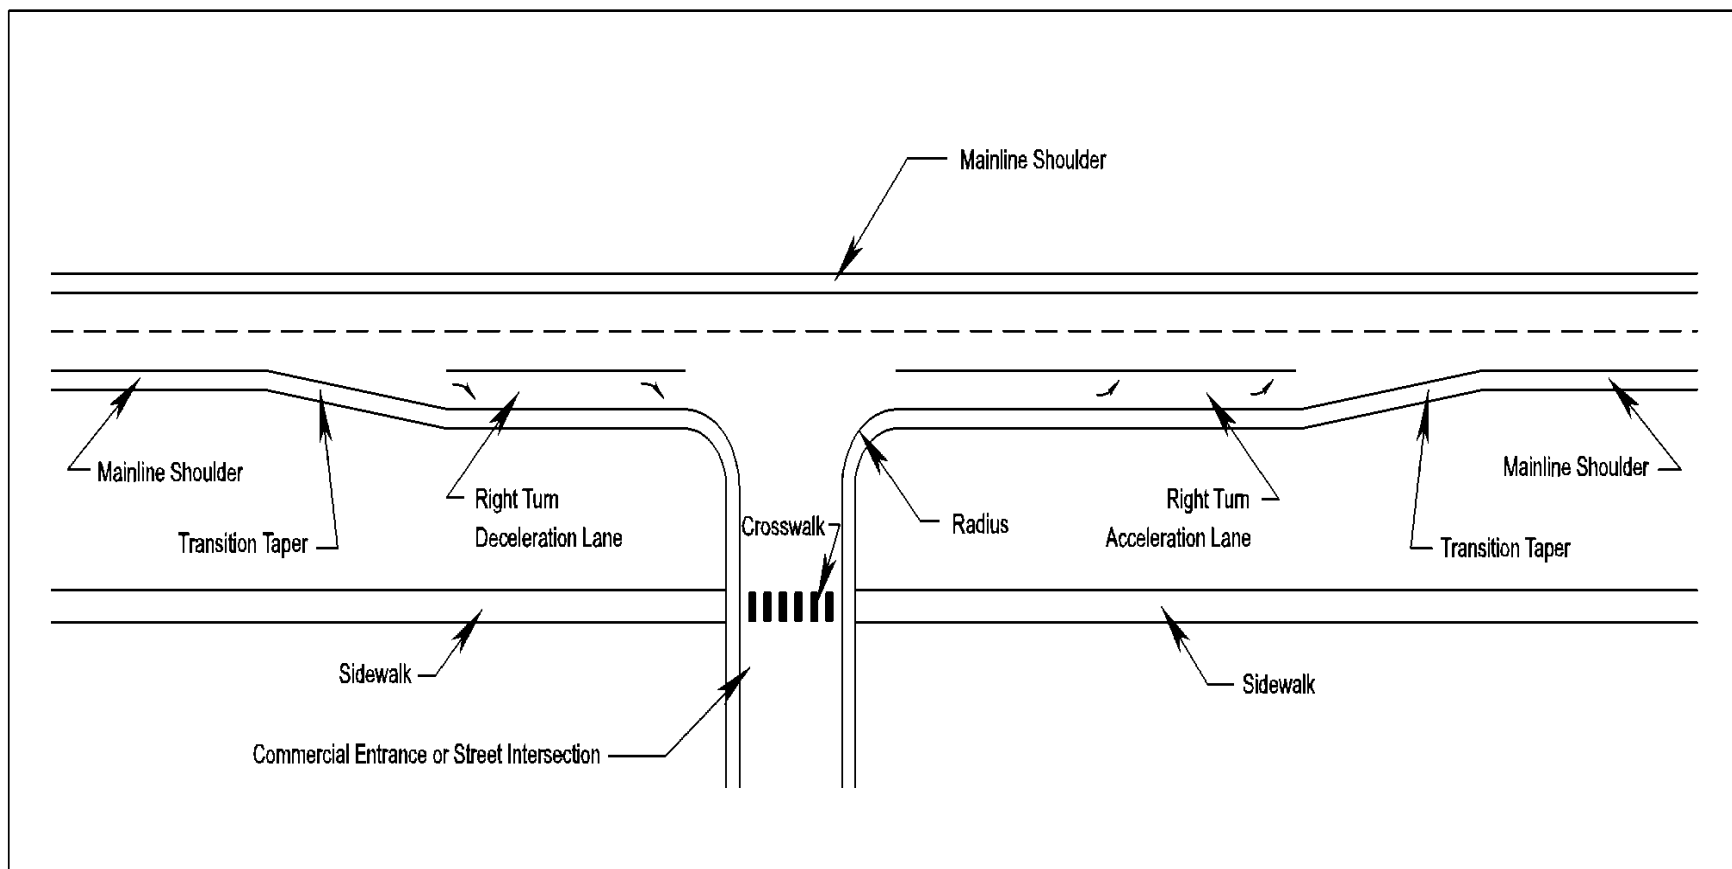 Mainline Shoulder
Mainline Shoulder
Mainline Shoulder
Right Turn
Deceleration Lane
Right Turn
Acceleration Lane
Crosswalk
Radius
Transition Taper
Transition Taper
Sidewalk
Sidewalk
Commercial Entrance or Street Intersection